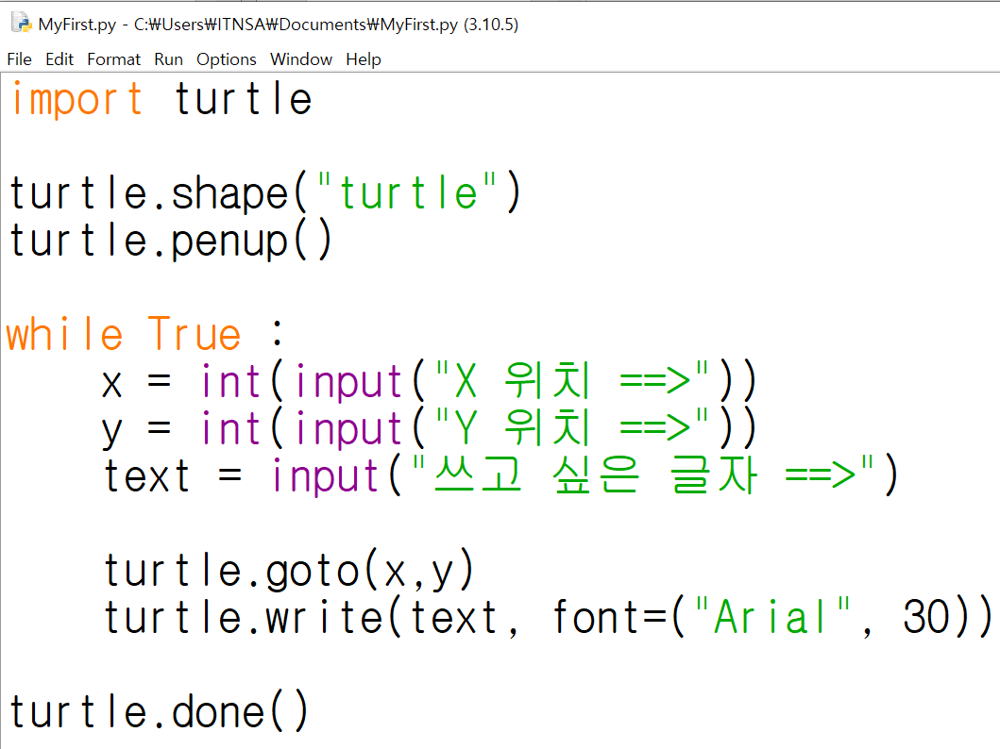 MyFirst.py - C:₩Users₩ITNSA₩Documents₩MyFirst.py (3.10.5)
File Edit Format Run Options Window Help
import turtle
turtle.shape("turtle")
turtle.penup()
while True :
    x = int(input("X 위치 ==>"))
    y = int(input("Y 위치 ==>"))
    text = input("쓰고 싶은 글자 ==>")
    turtle.goto(x,y)
    turtle.write(text, font=("Arial", 30))
turtle.done()